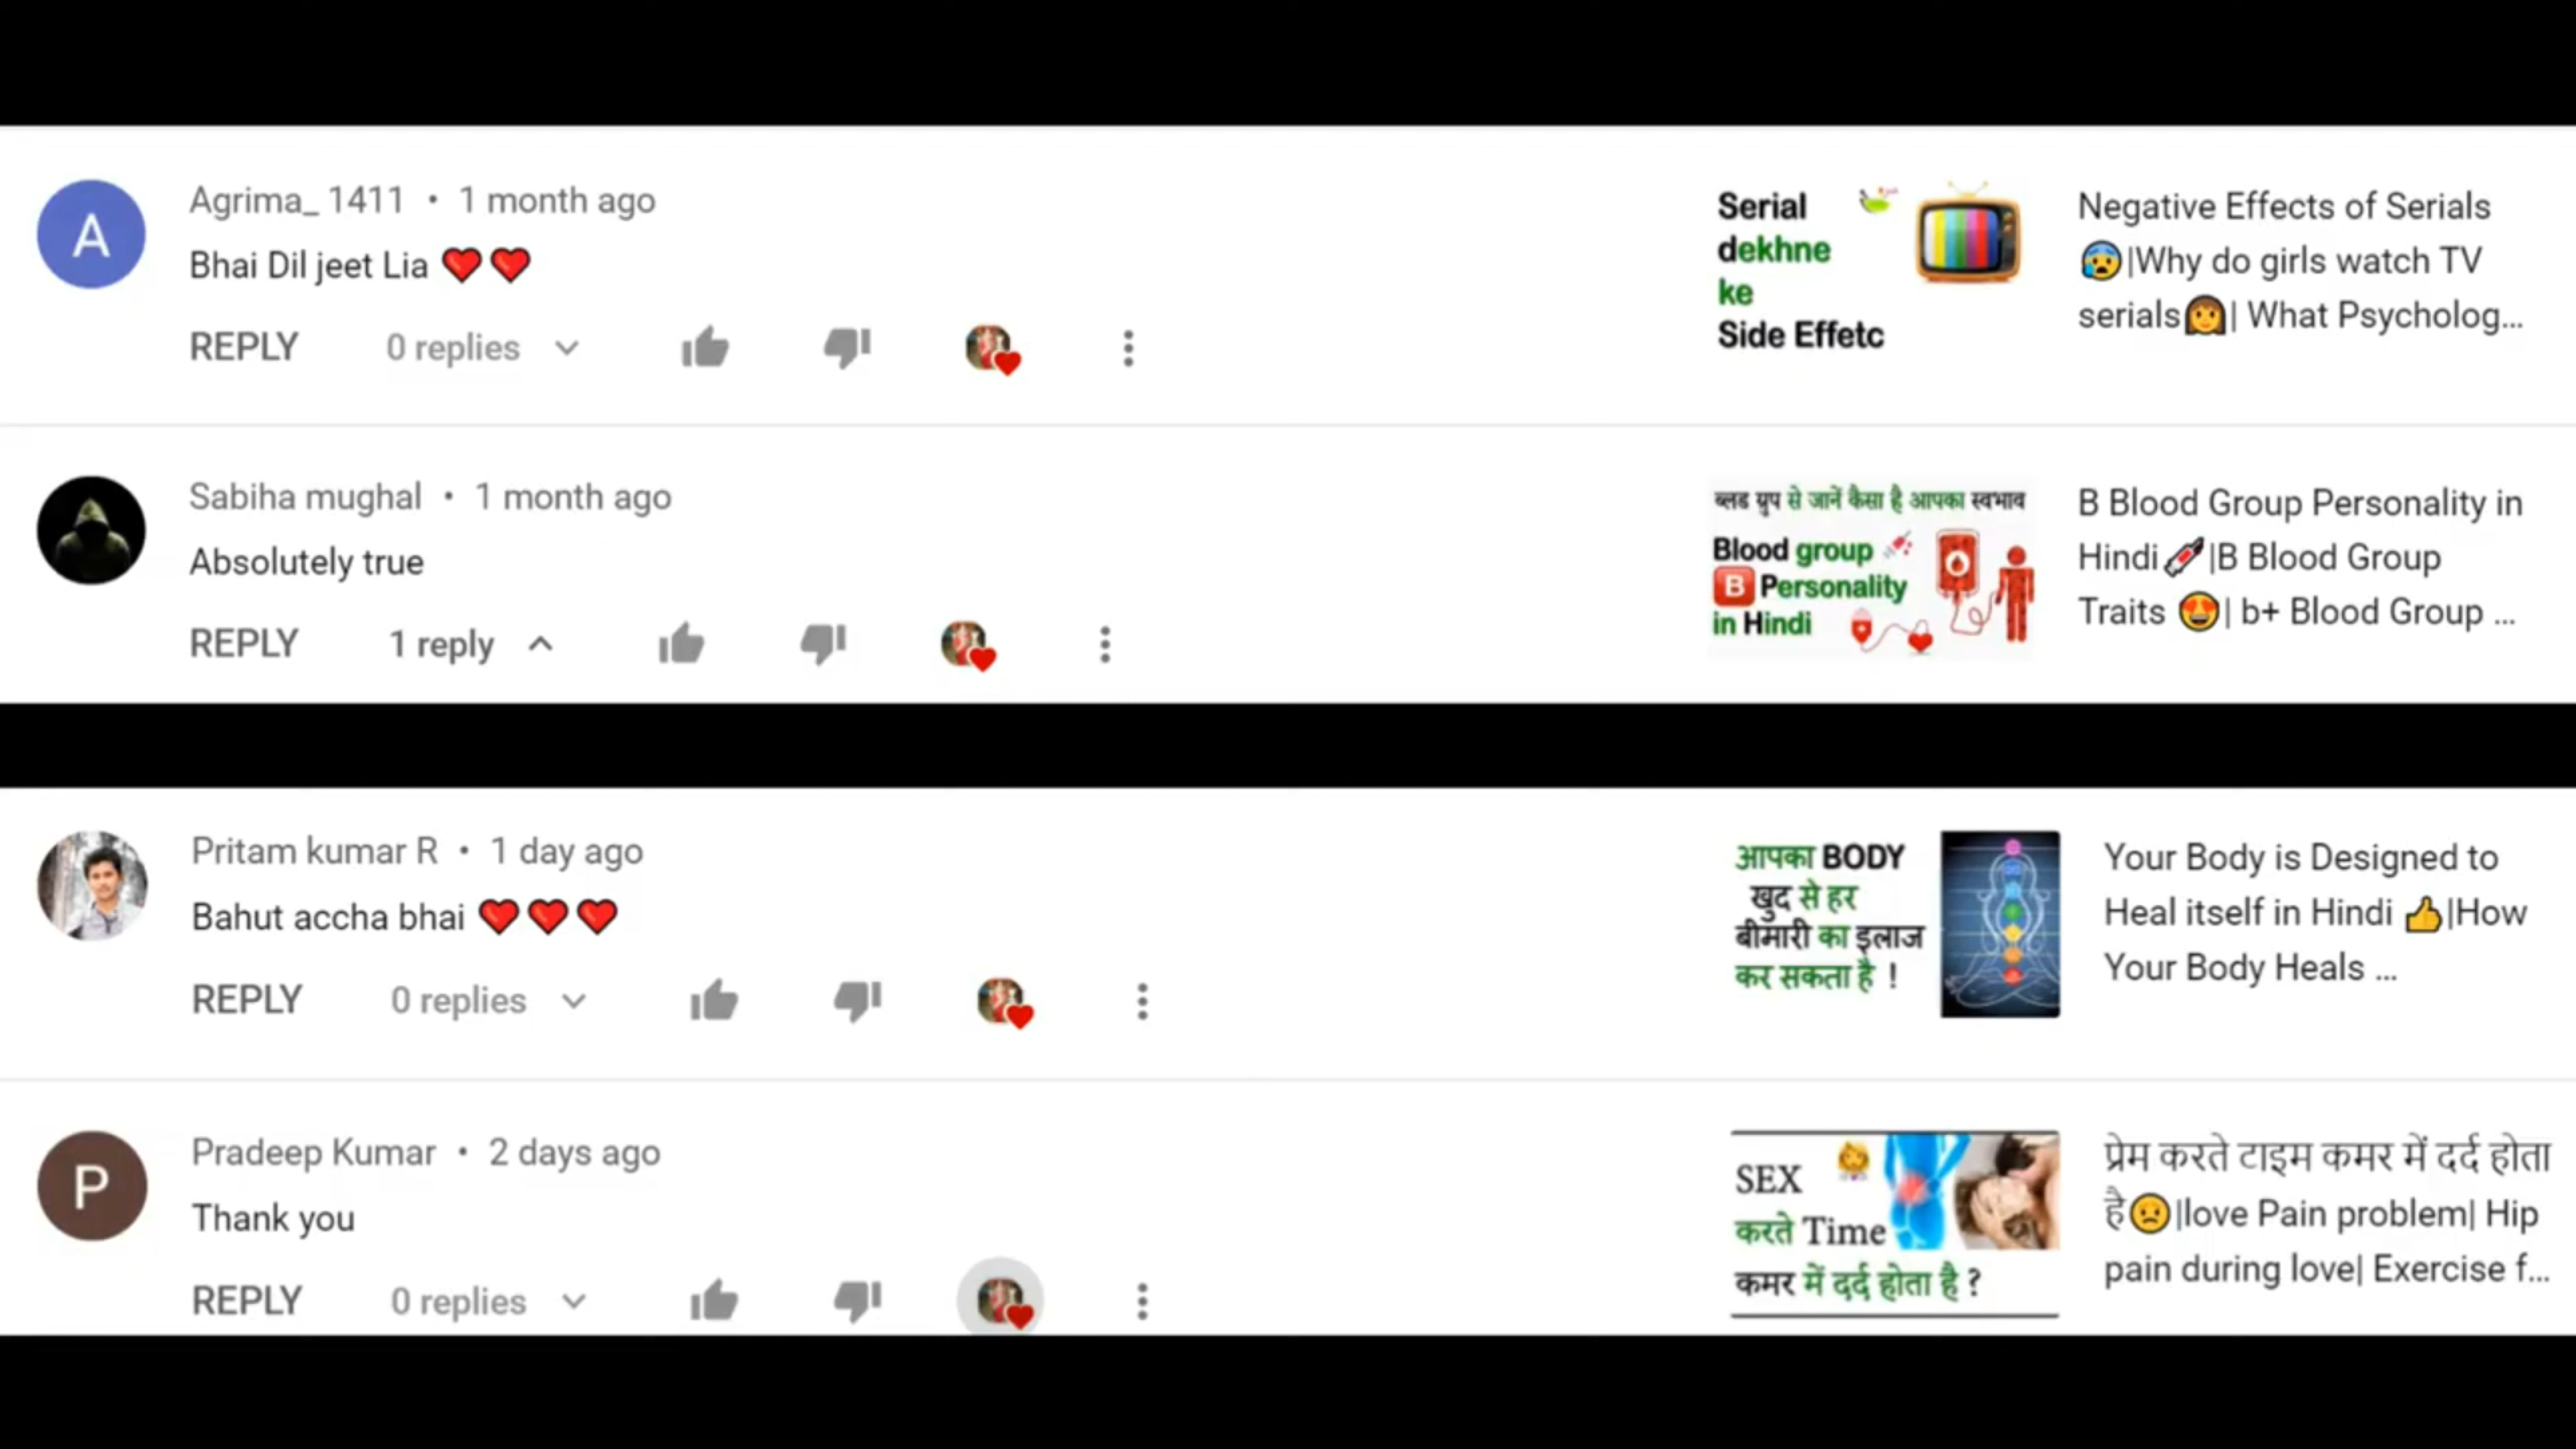 A
Agrima_ 1411 • 1 month ago
Bhai Dil jeet Lia ❤️❤️
REPLY 0 replies
Serial
dekhne
ke
Side Effetc
Negative Effects of Serials
😰|Why do girls watch TV
serials👩| What Psycholog...
Sabiha mughal • 1 month ago
Absolutely true
REPLY 1 reply
ब्लड ग्रुप से जानें कैसा है आपका स्वभाव
Blood group
B Personality
in Hindi
B Blood Group Personality in
Hindi💉|B Blood Group
Traits 😍| b+ Blood Group ...
Pritam kumar R • 1 day ago
Bahut accha bhai ❤️❤️❤️
REPLY 0 replies
आपका BODY
खुद से हर
बीमारी का इलाज
कर सकता है !
Your Body is Designed to
Heal itself in Hindi 👍|How
Your Body Heals ...
P
Pradeep Kumar • 2 days ago
Thank you
REPLY 0 replies
SEX
करते Time
कमर में दर्द होता है ?
प्रेम करते टाइम कमर में दर्द होता
है😟|love Pain problem| Hip
pain during love| Exercise f...